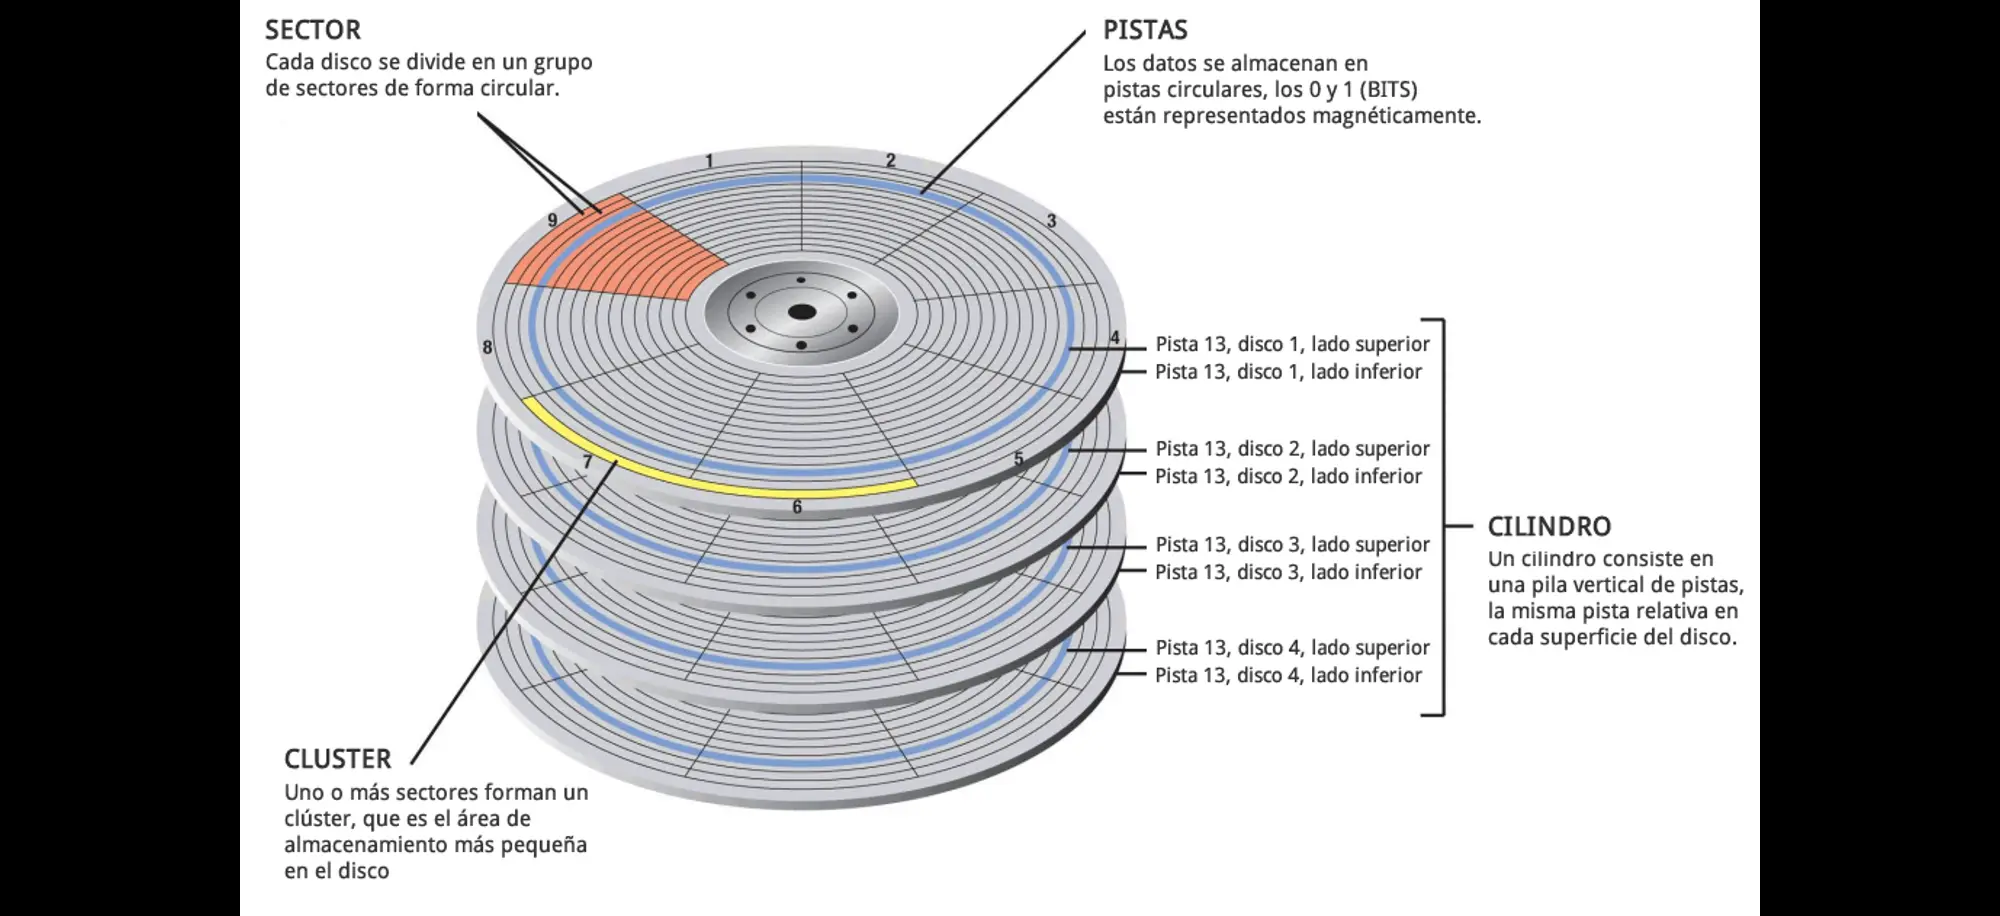 SECTOR
Cada disco se divide en un grupo
de sectores de forma circular.
PISTAS
Los datos se almacenan en
pistas circulares, los 0 y 1 (BITS)
están representados magnéticamente.
1
2
3
4
5
6
7
8
9
Pista 13, disco 1, lado superior
Pista 13, disco 1, lado inferior
Pista 13, disco 2, lado superior
Pista 13, disco 2, lado inferior
Pista 13, disco 3, lado superior
Pista 13, disco 3, lado inferior
Pista 13, disco 4, lado superior
Pista 13, disco 4, lado inferior
CILINDRO
Un cilindro consiste en
una pila vertical de pistas,
la misma pista relativa en
cada superficie del disco.
CLUSTER
Uno o más sectores forman un
clúster, que es el área de
almacenamiento más pequeña
en el disco